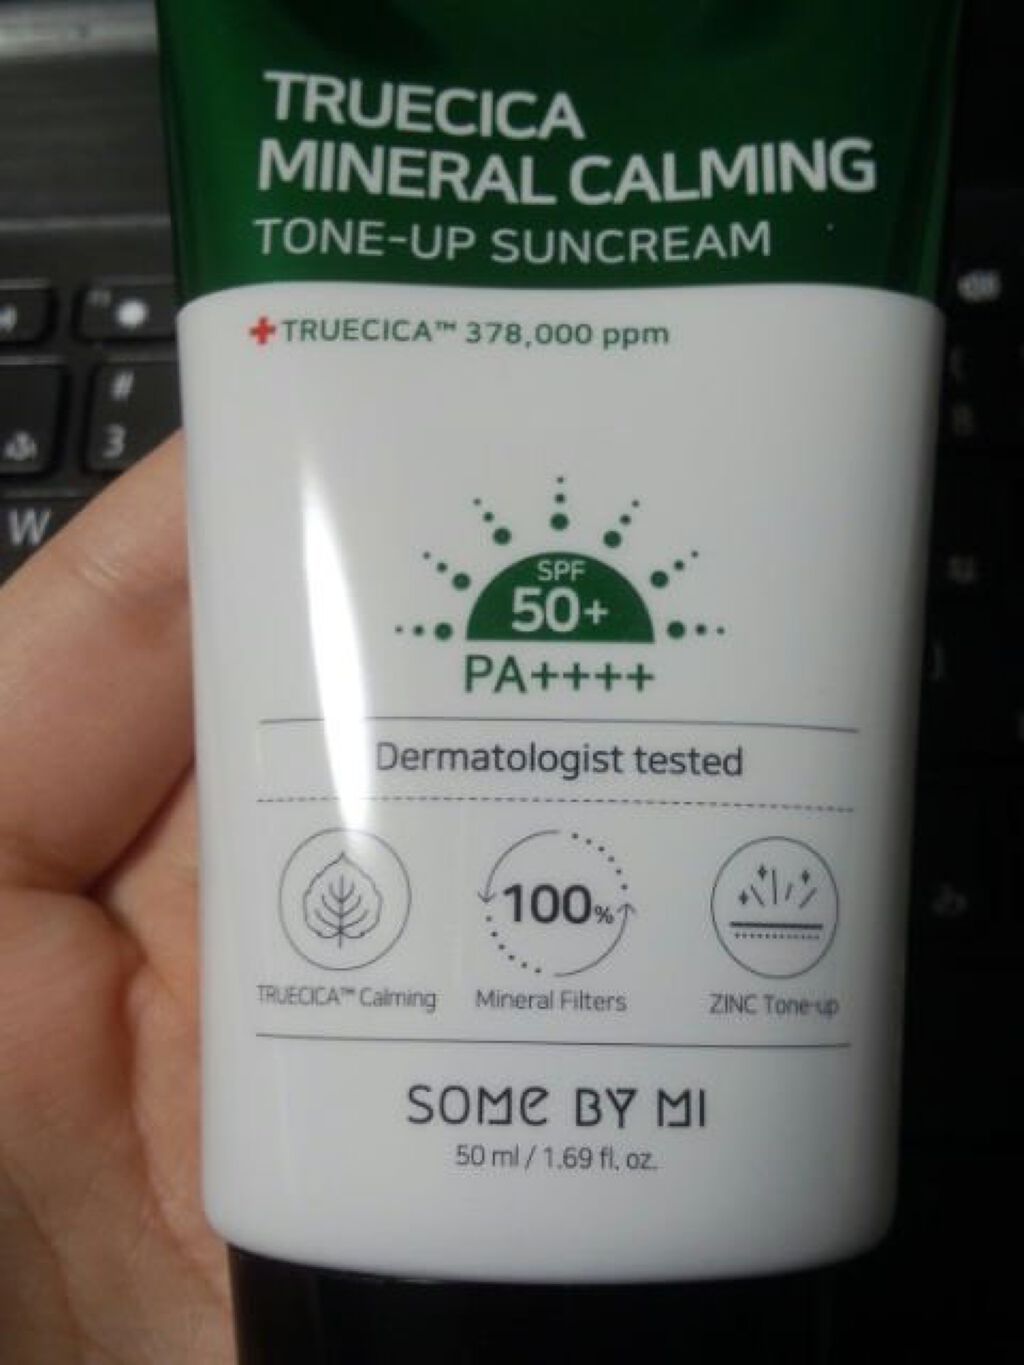 TRUECICA
MINERAL CALMING
TONE-UP SUNCREAM
TRUECICA™ 378,000 ppm
SPF
50+
PA++++
Dermatologist tested
100%
TRUECICA™ Calming
Mineral Filters
ZINC Tone-up
SOME BY MI
50 ml / 1.69 fl. oz.
#
3
W